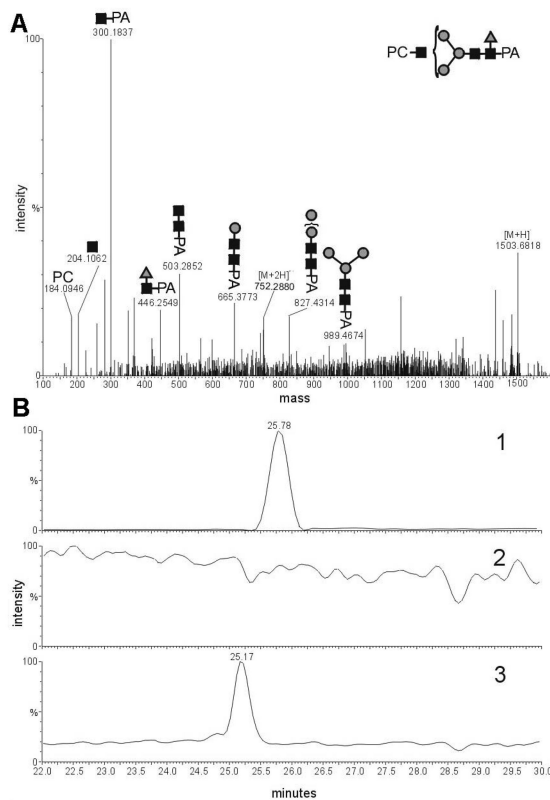 A
PA
300.1837
PC
PA
100
intensity
%
0
204.1062
PC
184.0946
PA
446.2549
PA
503.2852
PA
665.3773
[M+2H]
752.2880
PA
827.4314
PA
989.4674
[M+H]
1503.6818
100 200 300 400 500 600 700 800 900 1000 1100 1200 1300 1400 1500
mass
B
25.78
1
100
%
0
2
100
intensity
%
0
25.17
3
100
%
0
22.0 22.5 23.0 23.5 24.0 24.5 25.0 25.5 26.0 26.5 27.0 27.5 28.0 28.5 29.0 29.5 30.0
minutes